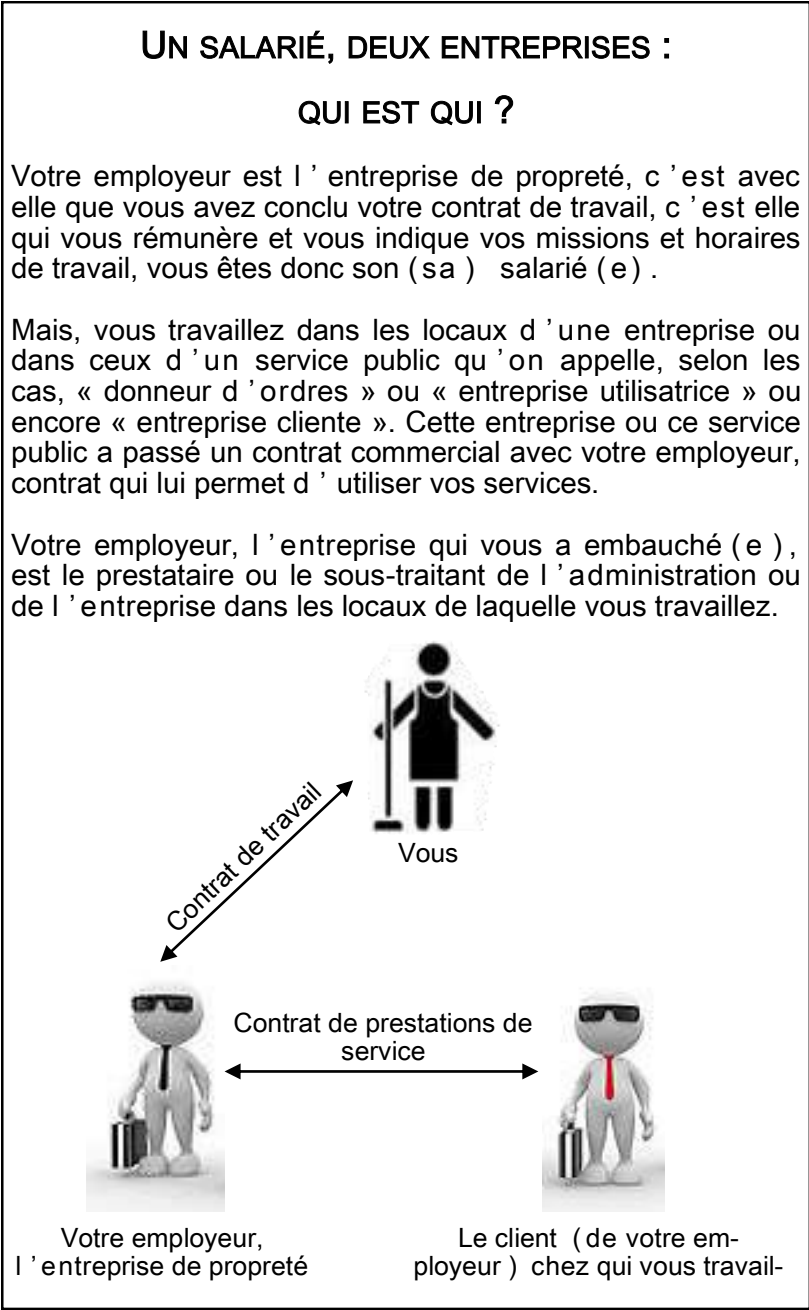 UN SALARIÉ, DEUX ENTREPRISES :
QUI EST QUI ?
Votre employeur est l ’ entreprise de propreté, c ’est avec
elle que vous avez conclu votre contrat de travail, c ’est elle
qui vous rémunère et vous indique vos missions et horaires
de travail, vous êtes donc son (sa ) salarié (e) .
Mais, vous travaillez dans les locaux d ’une entreprise ou
dans ceux d ’un service public qu ’on appelle, selon les
cas, « donneur d ’ordres » ou « entreprise utilisatrice » ou
encore « entreprise cliente ». Cette entreprise ou ce service
public a passé un contrat commercial avec votre employeur,
contrat qui lui permet d ’ utiliser vos services.
Votre employeur, l ’entreprise qui vous a embauché (e ) ,
est le prestataire ou le sous-traitant de l ’administration ou
de l ’entreprise dans les locaux de laquelle vous travaillez.
Vous
Contrat de travail
Contrat de prestations de
service
Votre employeur,
l ’entreprise de propreté
Le client (de votre em-
ployeur ) chez qui vous travail-